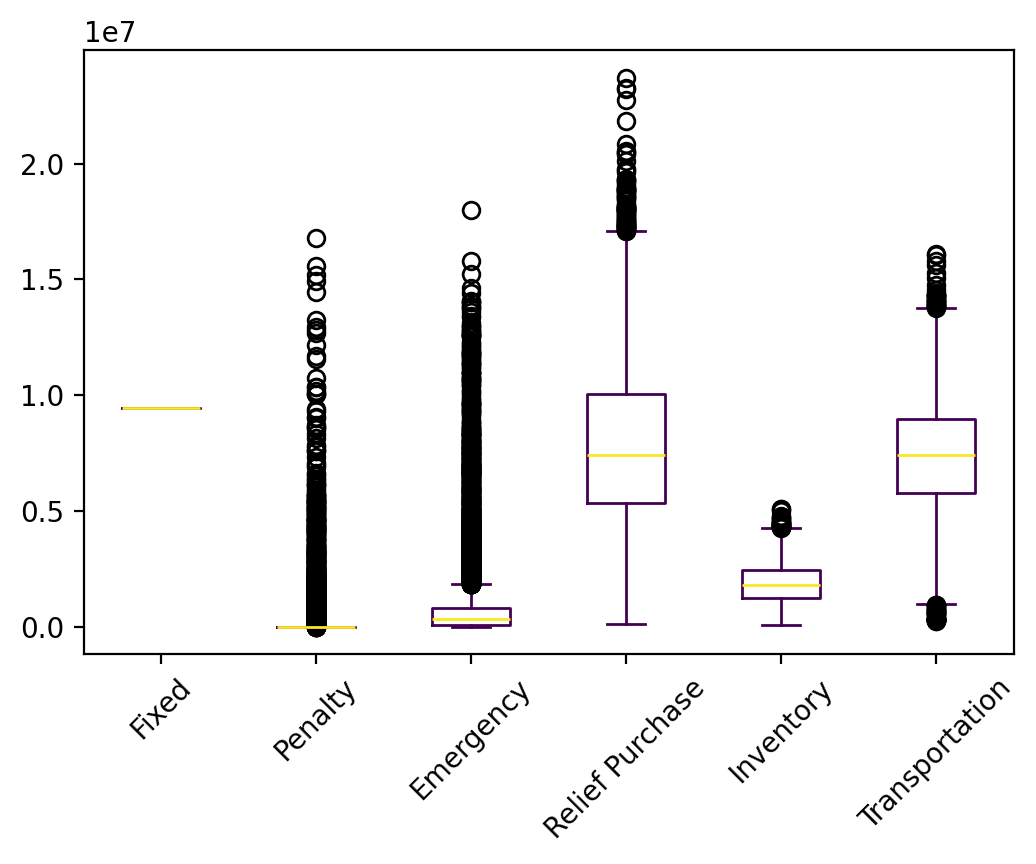 1e7
2.0
1.5
1.0
0.5
0.0
Fixed
Penalty
Emergency
Relief Purchase
Inventory
Transportation